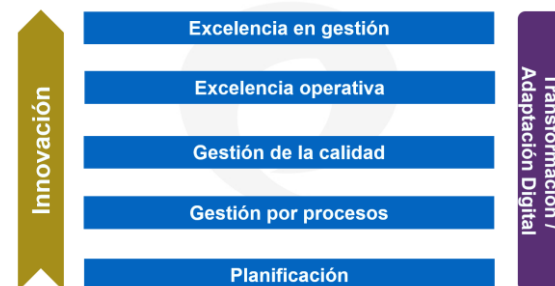 Excelencia en gestión
Excelencia operativa
Gestión de la calidad
Gestión por procesos
Planificación
Innovación
Transformación /
Adaptación Digital